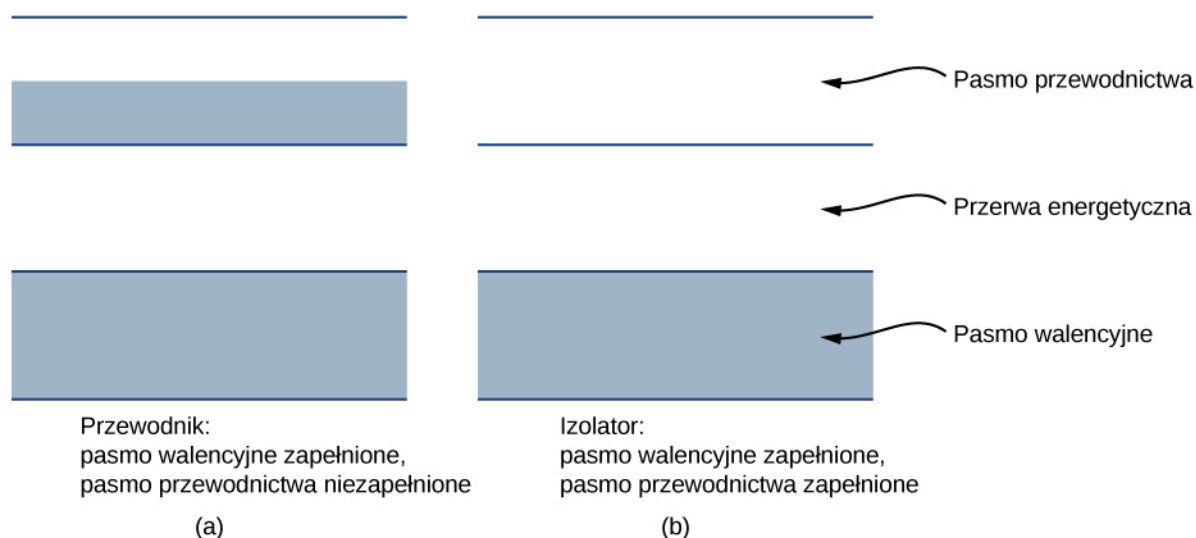 Pasmo przewodnictwa
Przerwa energetyczna
Pasmo walencyjne
Przewodnik:
pasmo walencyjne zapełnione,
pasmo przewodnictwa niezapełnione
(a)
Izolator:
pasmo walencyjne zapełnione,
pasmo przewodnictwa zapełnione
(b)